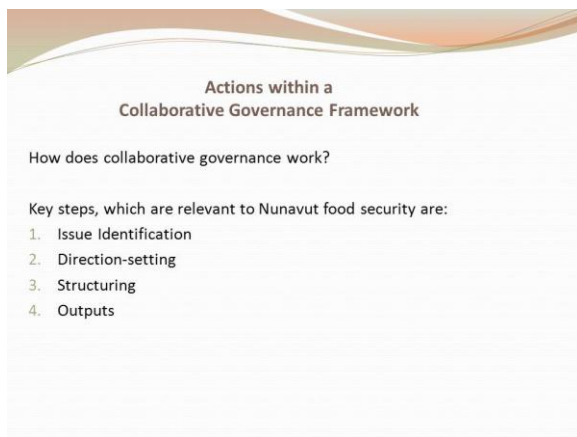 Actions within a
Collaborative Governance Framework
How does collaborative governance work?
Key steps, which are relevant to Nunavut food security are:
1. Issue Identification
2. Direction-setting
3. Structuring
4. Outputs